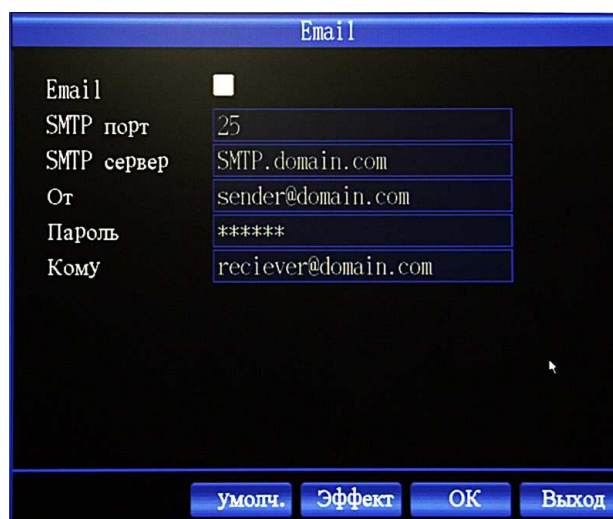 Email
Email
SMTP порт 25
SMTP сервер SMTP.domain.com
От sender@domain.com
Пароль ******
Кому reciever@domain.com
умолч. Эффект OK Выход